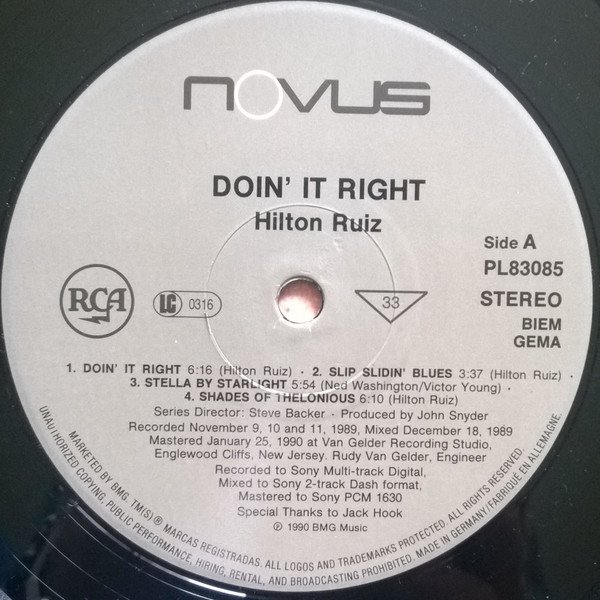 NOVUS
DOIN' IT RIGHT
Hilton Ruiz
Side A
PL83085
RCA
LC 0316
33
STEREO
BIEM
GEMA
1. DOIN' IT RIGHT 6:16 (Hilton Ruiz) · 2. SLIP SLIDIN' BLUES 3:37 (Hilton Ruiz) ·
3. STELLA BY STARLIGHT 5:54 (Ned Washington/Victor Young) ·
4. SHADES OF THELONIOUS 6:10 (Hilton Ruiz)
Series Director: Steve Backer · Produced by John Snyder
Recorded November 9, 10 and 11, 1989, Mixed December 18, 1989
Mastered January 25, 1990 at Van Gelder Recording Studio,
Englewood Cliffs, New Jersey. Rudy Van Gelder, Engineer
Recorded to Sony Multi-track Digital,
Mixed to Sony 2-track Dash format,
Mastered to Sony PCM 1630
Special Thanks to Jack Hook
℗ 1990 BMG Music
MARKETED BY BMG. TM(S) ® MARCAS REGISTRADAS. ALL LOGOS AND TRADEMARKS PROTECTED. ALL RIGHTS RESERVED
UNAUTHORIZED COPYING, PUBLIC PERFORMANCE, HIRING, RENTAL, AND BROADCASTING PROHIBITED. MADE IN GERMANY/FABRIQUÉ EN ALLEMAGNE.